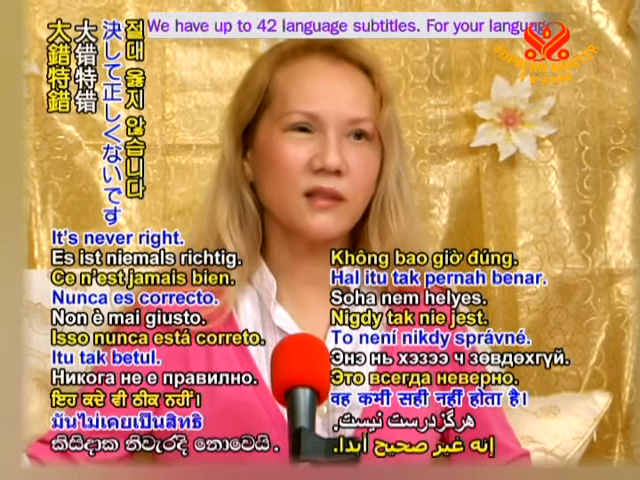 We have up to 42 language subtitles. For your language
SUPREME MASTER
大錯特錯
大错特错
決して正しくないです
절대 옳지 않습니다
It's never right.
Es ist niemals richtig.
Ce n'est jamais bien.
Nunca es correcto.
Non è mai giusto.
Isso nunca está correto.
Itu tak betul.
Никога не е правилно.
ਇਹ ਕਦੇ ਵੀ ਠੀਕ ਨਹੀਂ।
มันไม่เคยเป็นสิทธิ
කිසිදාක නිවැරදි නොවෙයි.
Không bao giờ đúng.
Hal itu tak pernah benar.
Soha nem helyes.
Nigdy tak nie jest.
To není nikdy správné.
Энэ нь хэзээ ч зөвдөхгүй.
Это всегда неверно.
वह कभी सही नहीं होता है।
هرگز درست نیست.
إنه غير صحيح أبدا.